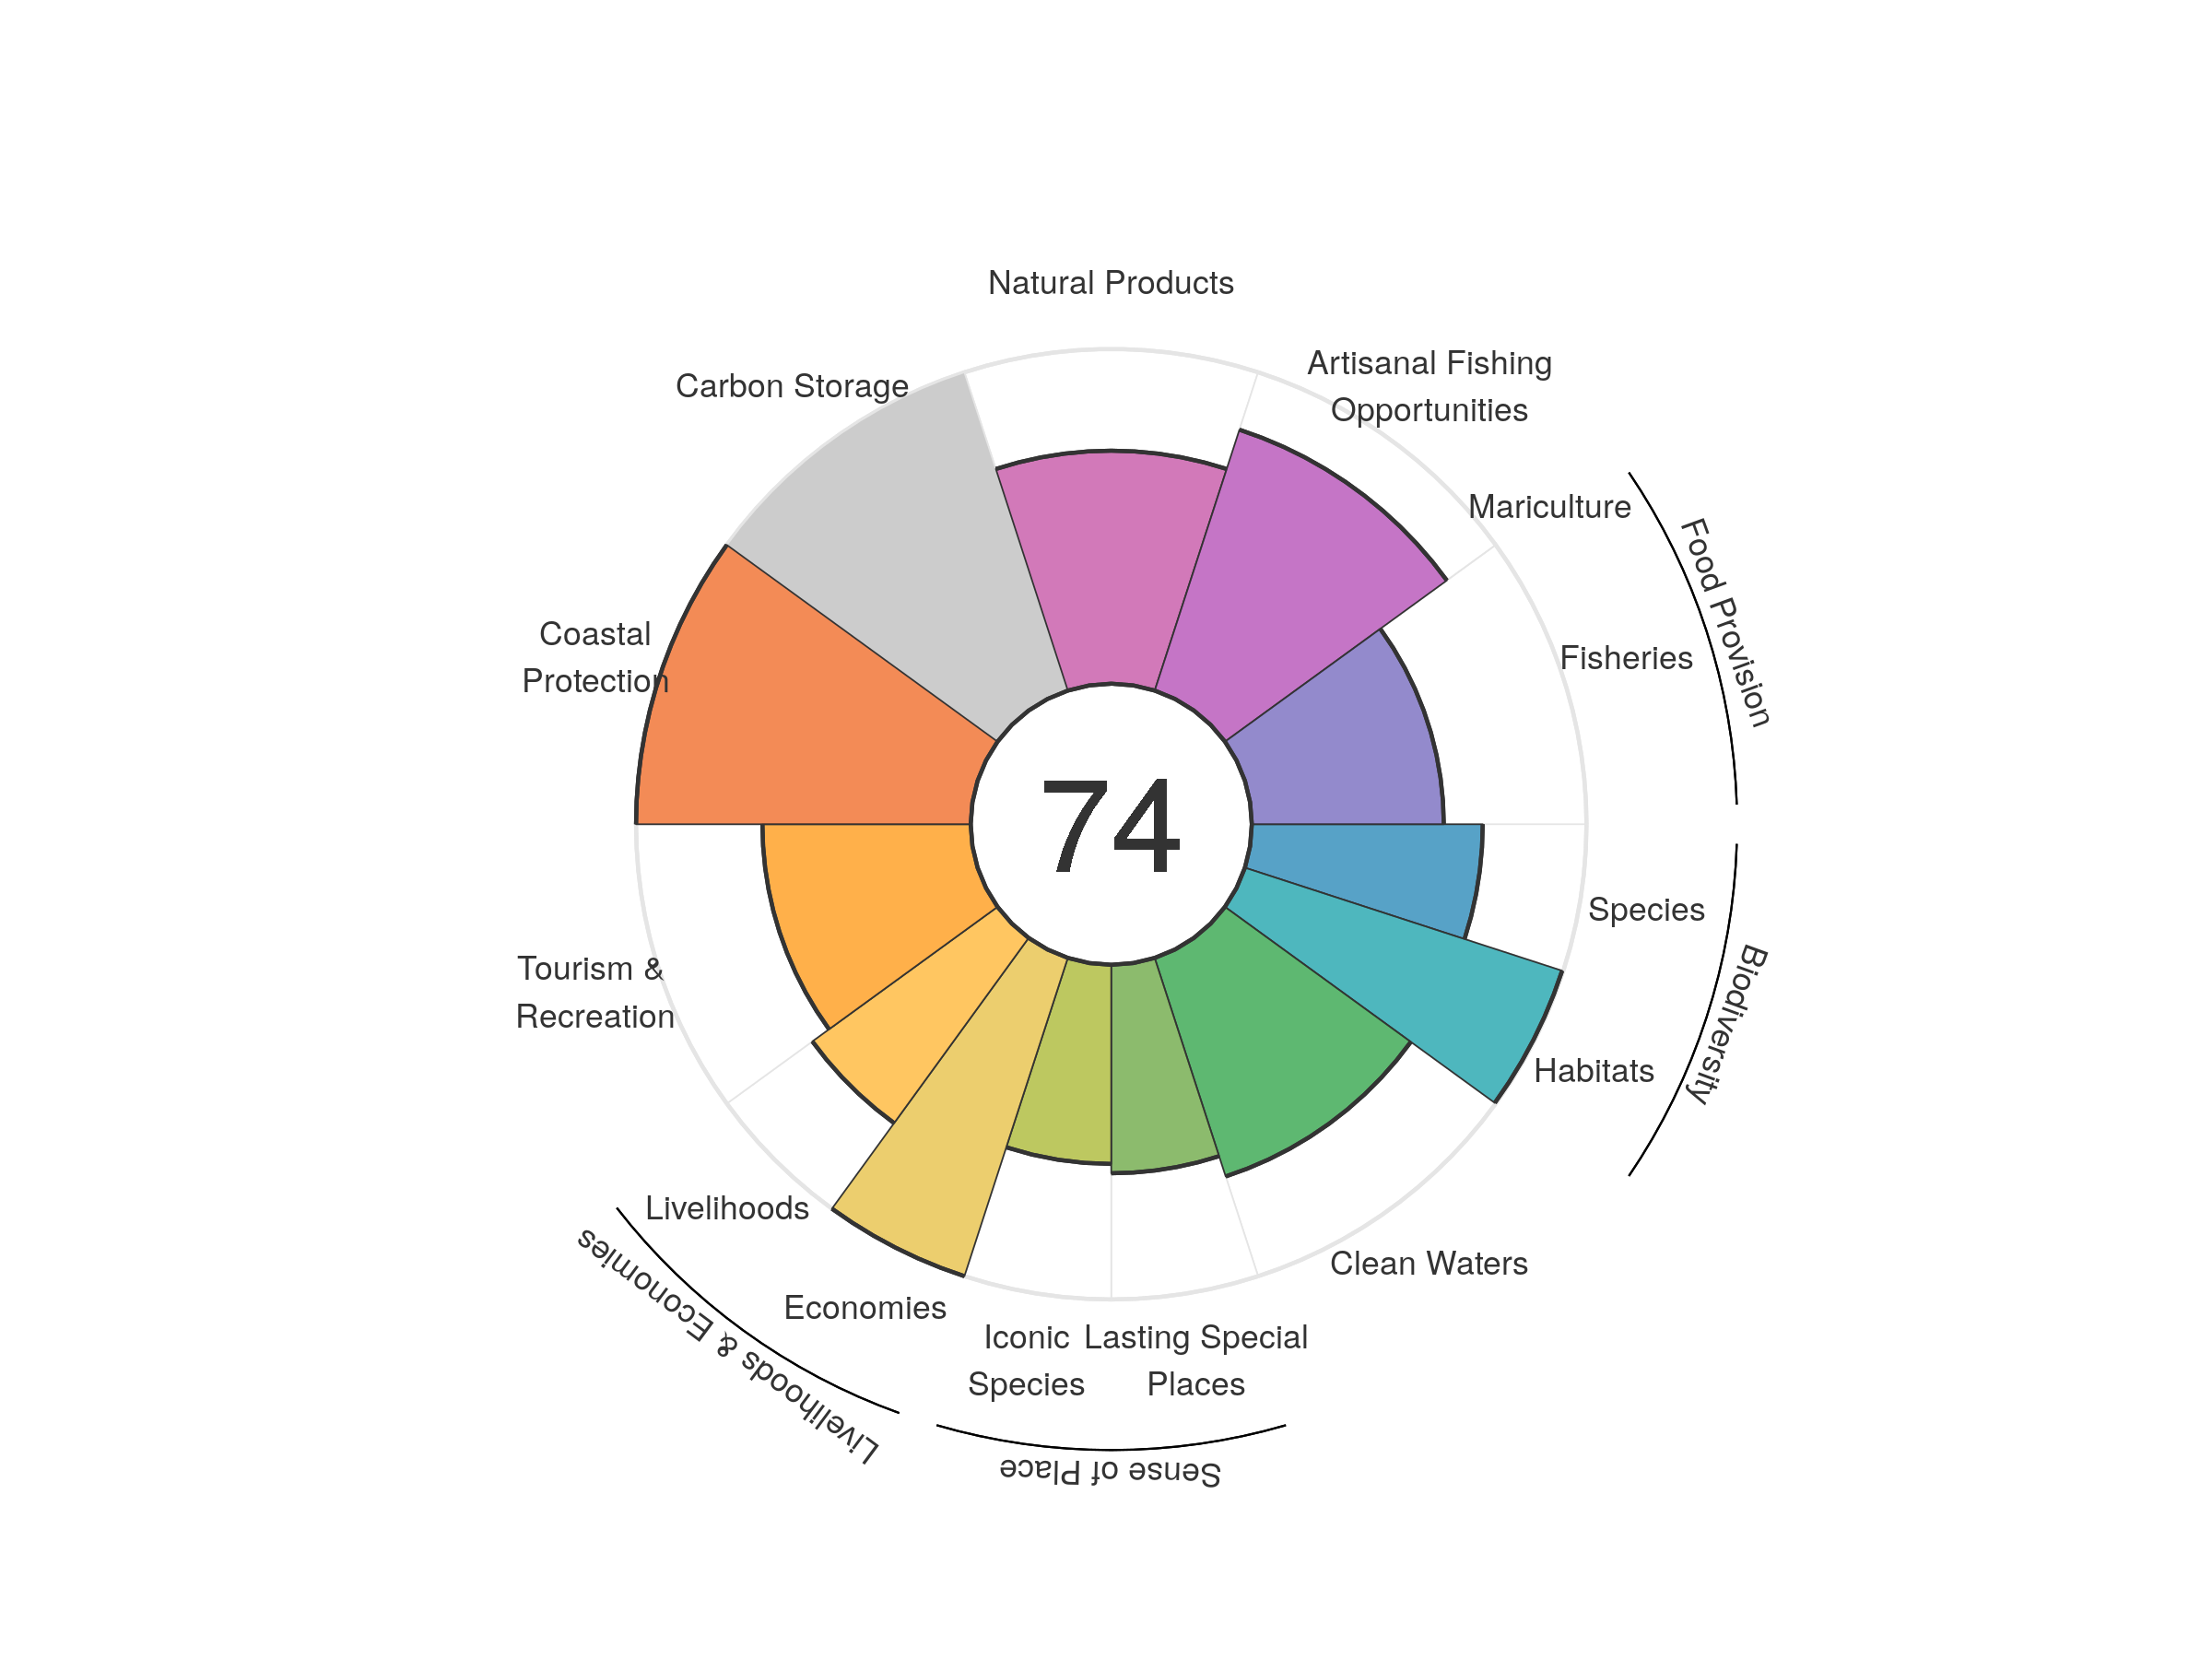 Natural Products
Artisanal Fishing
Opportunities
Carbon Storage
Mariculture
Food Provision
Fisheries
Coastal
Protection
74
Species
Biodiversity
Tourism &
Recreation
Habitats
Livelihoods
Clean Waters
Livelihoods & Economies
Economies
Iconic
Species
Lasting Special
Places
Sense of Place